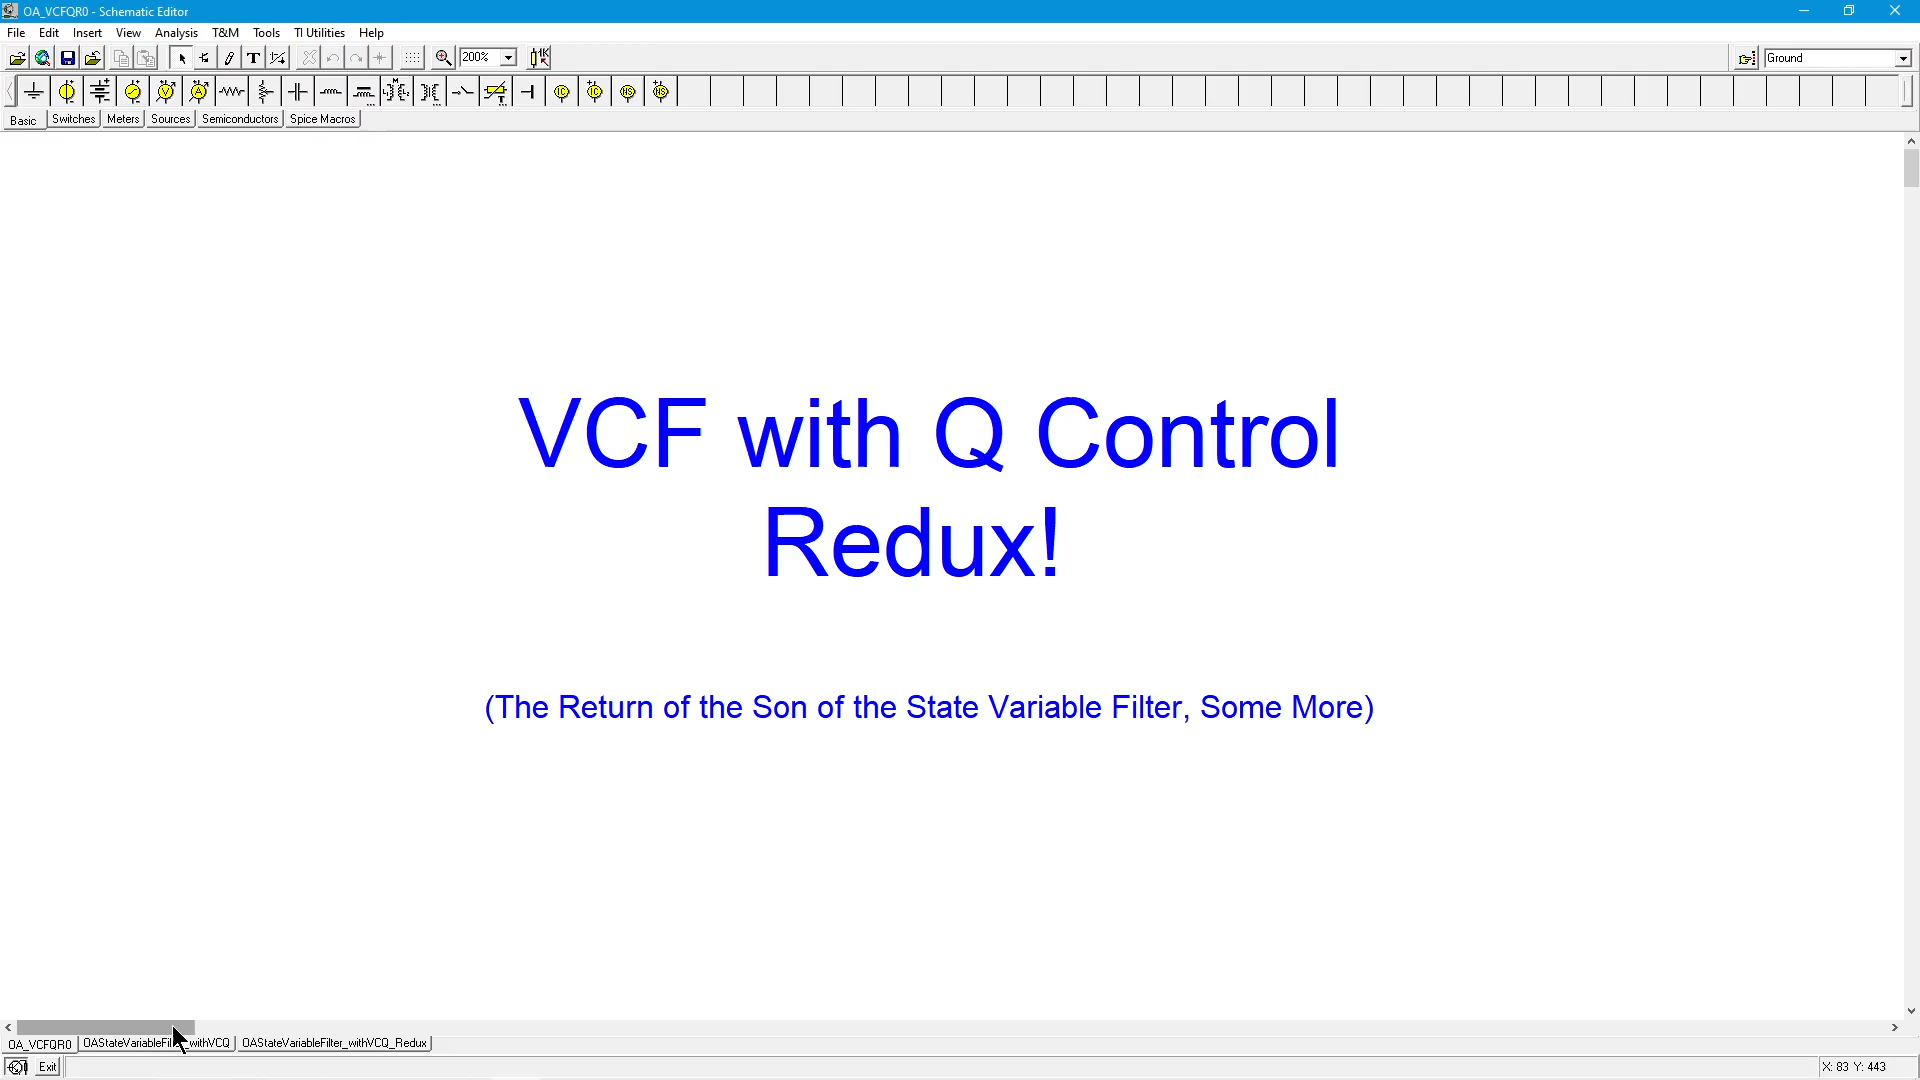 OA_VCFQR0 - Schematic Editor
File Edit Insert View Analysis T&M Tools TI Utilities Help
200%
1K
Ground
Basic Switches Meters Sources Semiconductors Spice Macros
VCF with Q Control
Redux!
(The Return of the Son of the State Variable Filter, Some More)
OA_VCFQR0 OAStateVariableFil _withVCQ OAStateVariableFilter_withVCQ_Redux
Exit X: 83 Y: 443